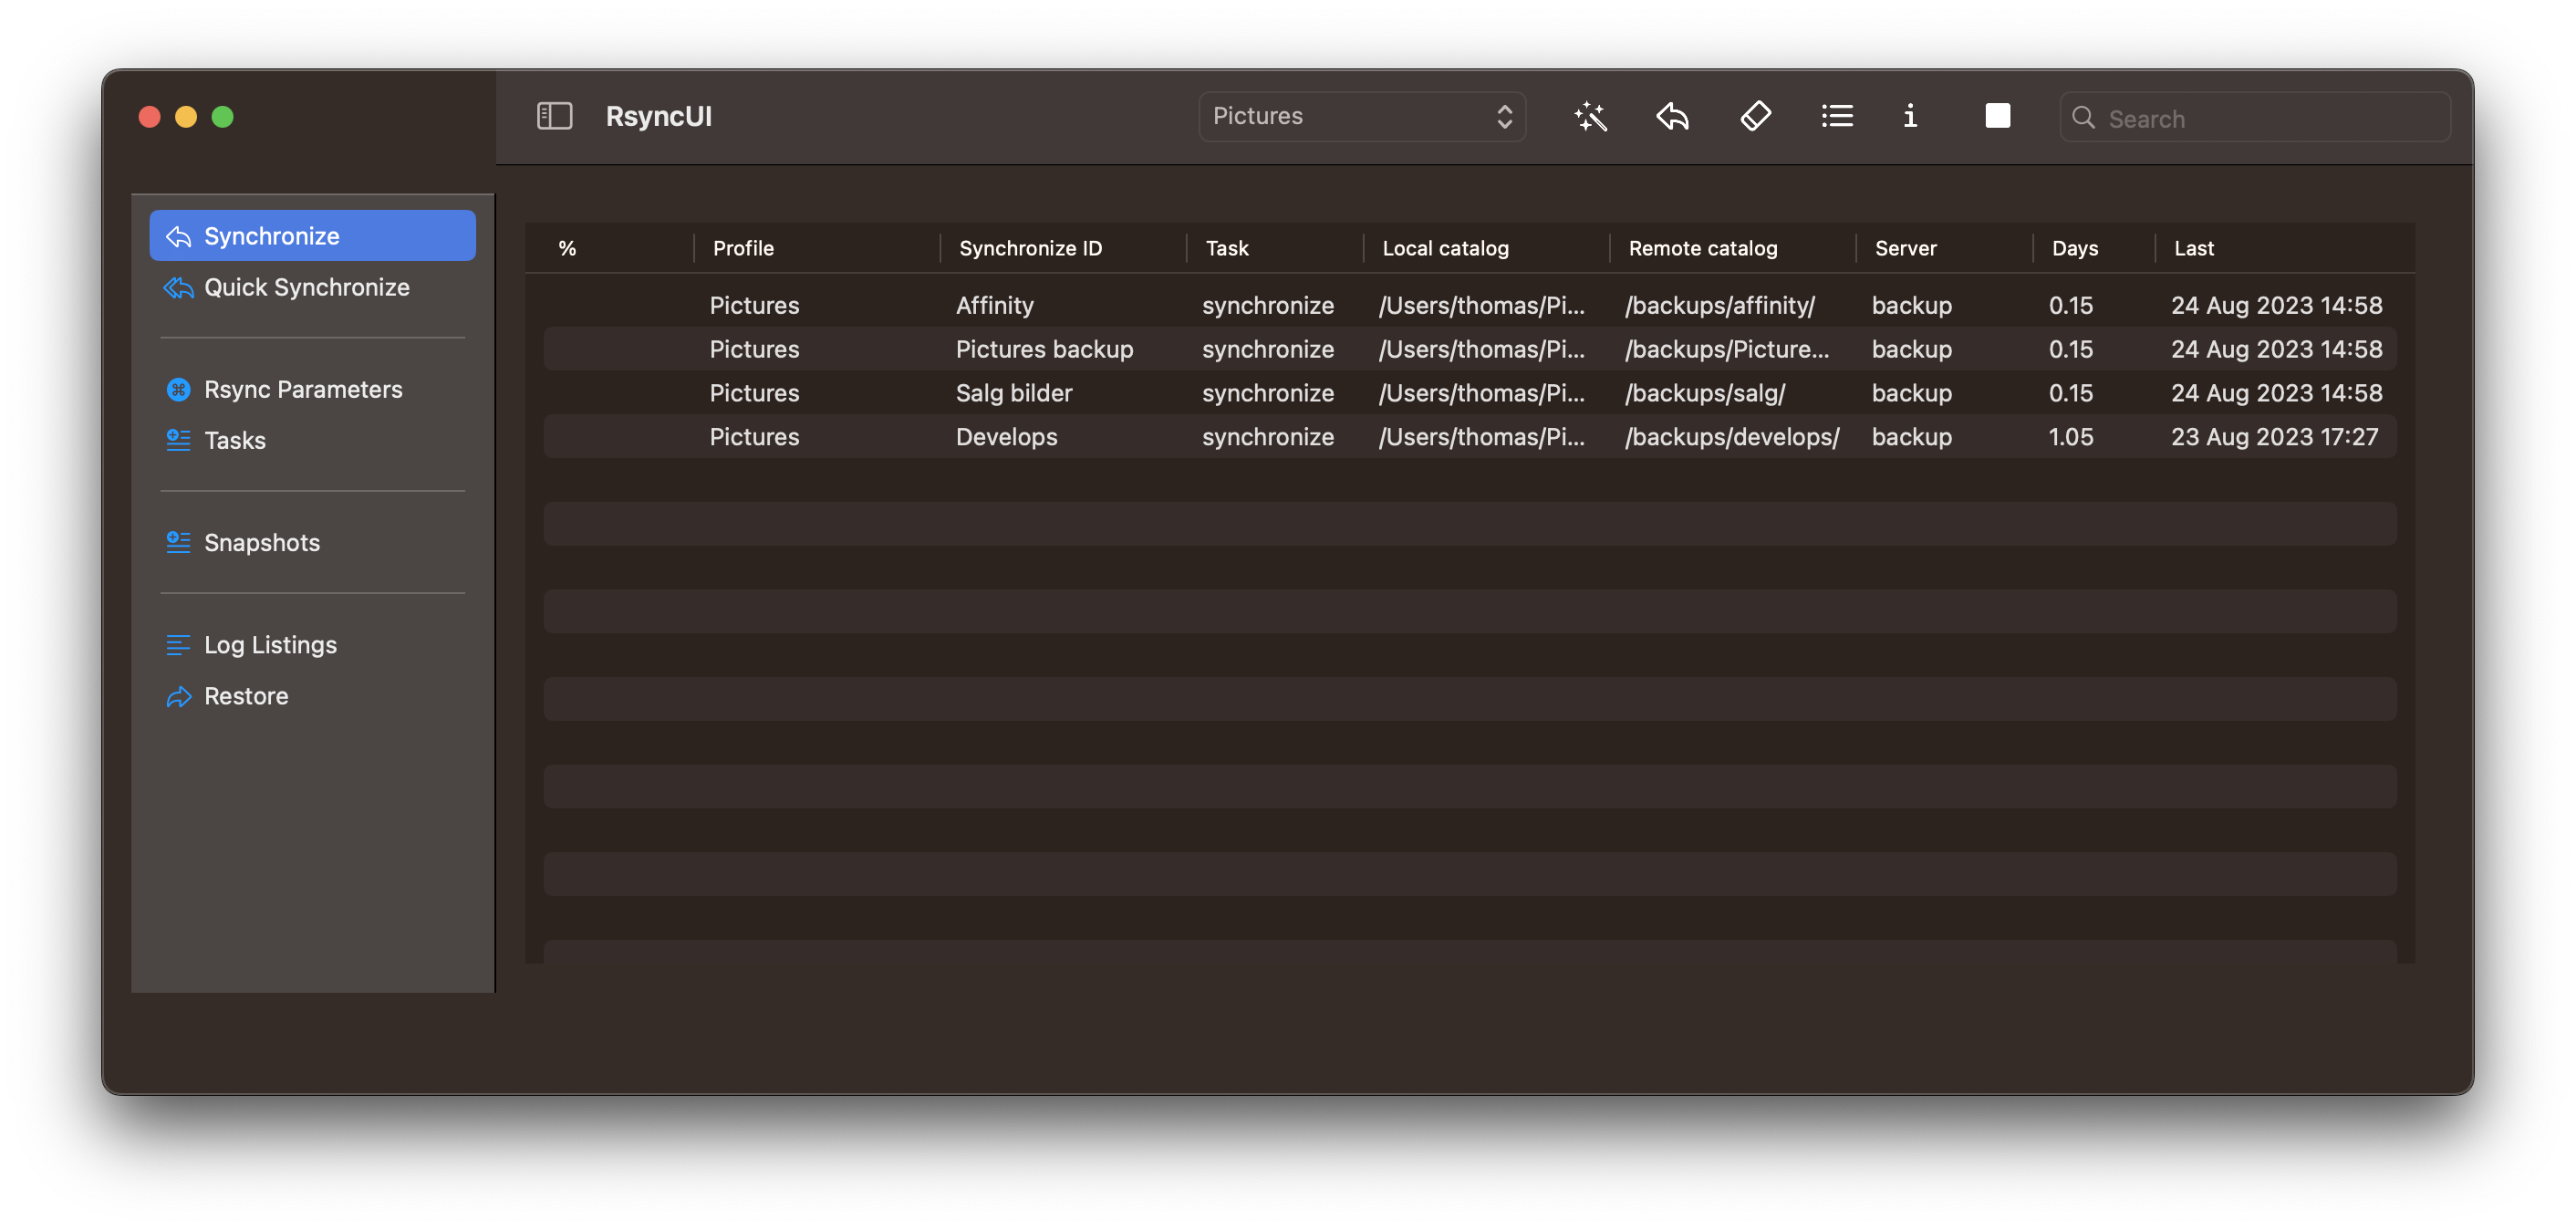 RsyncUI
Pictures
Search
Synchronize
Quick Synchronize
Rsync Parameters
Tasks
Snapshots
Log Listings
Restore
% Profile Synchronize ID Task Local catalog Remote catalog Server Days Last
Pictures Affinity synchronize /Users/thomas/Pi... /backups/affinity/ backup 0.15 24 Aug 2023 14:58
Pictures Pictures backup synchronize /Users/thomas/Pi... /backups/Picture... backup 0.15 24 Aug 2023 14:58
Pictures Salg bilder synchronize /Users/thomas/Pi... /backups/salg/ backup 0.15 24 Aug 2023 14:58
Pictures Develops synchronize /Users/thomas/Pi... /backups/develops/ backup 1.05 23 Aug 2023 17:27